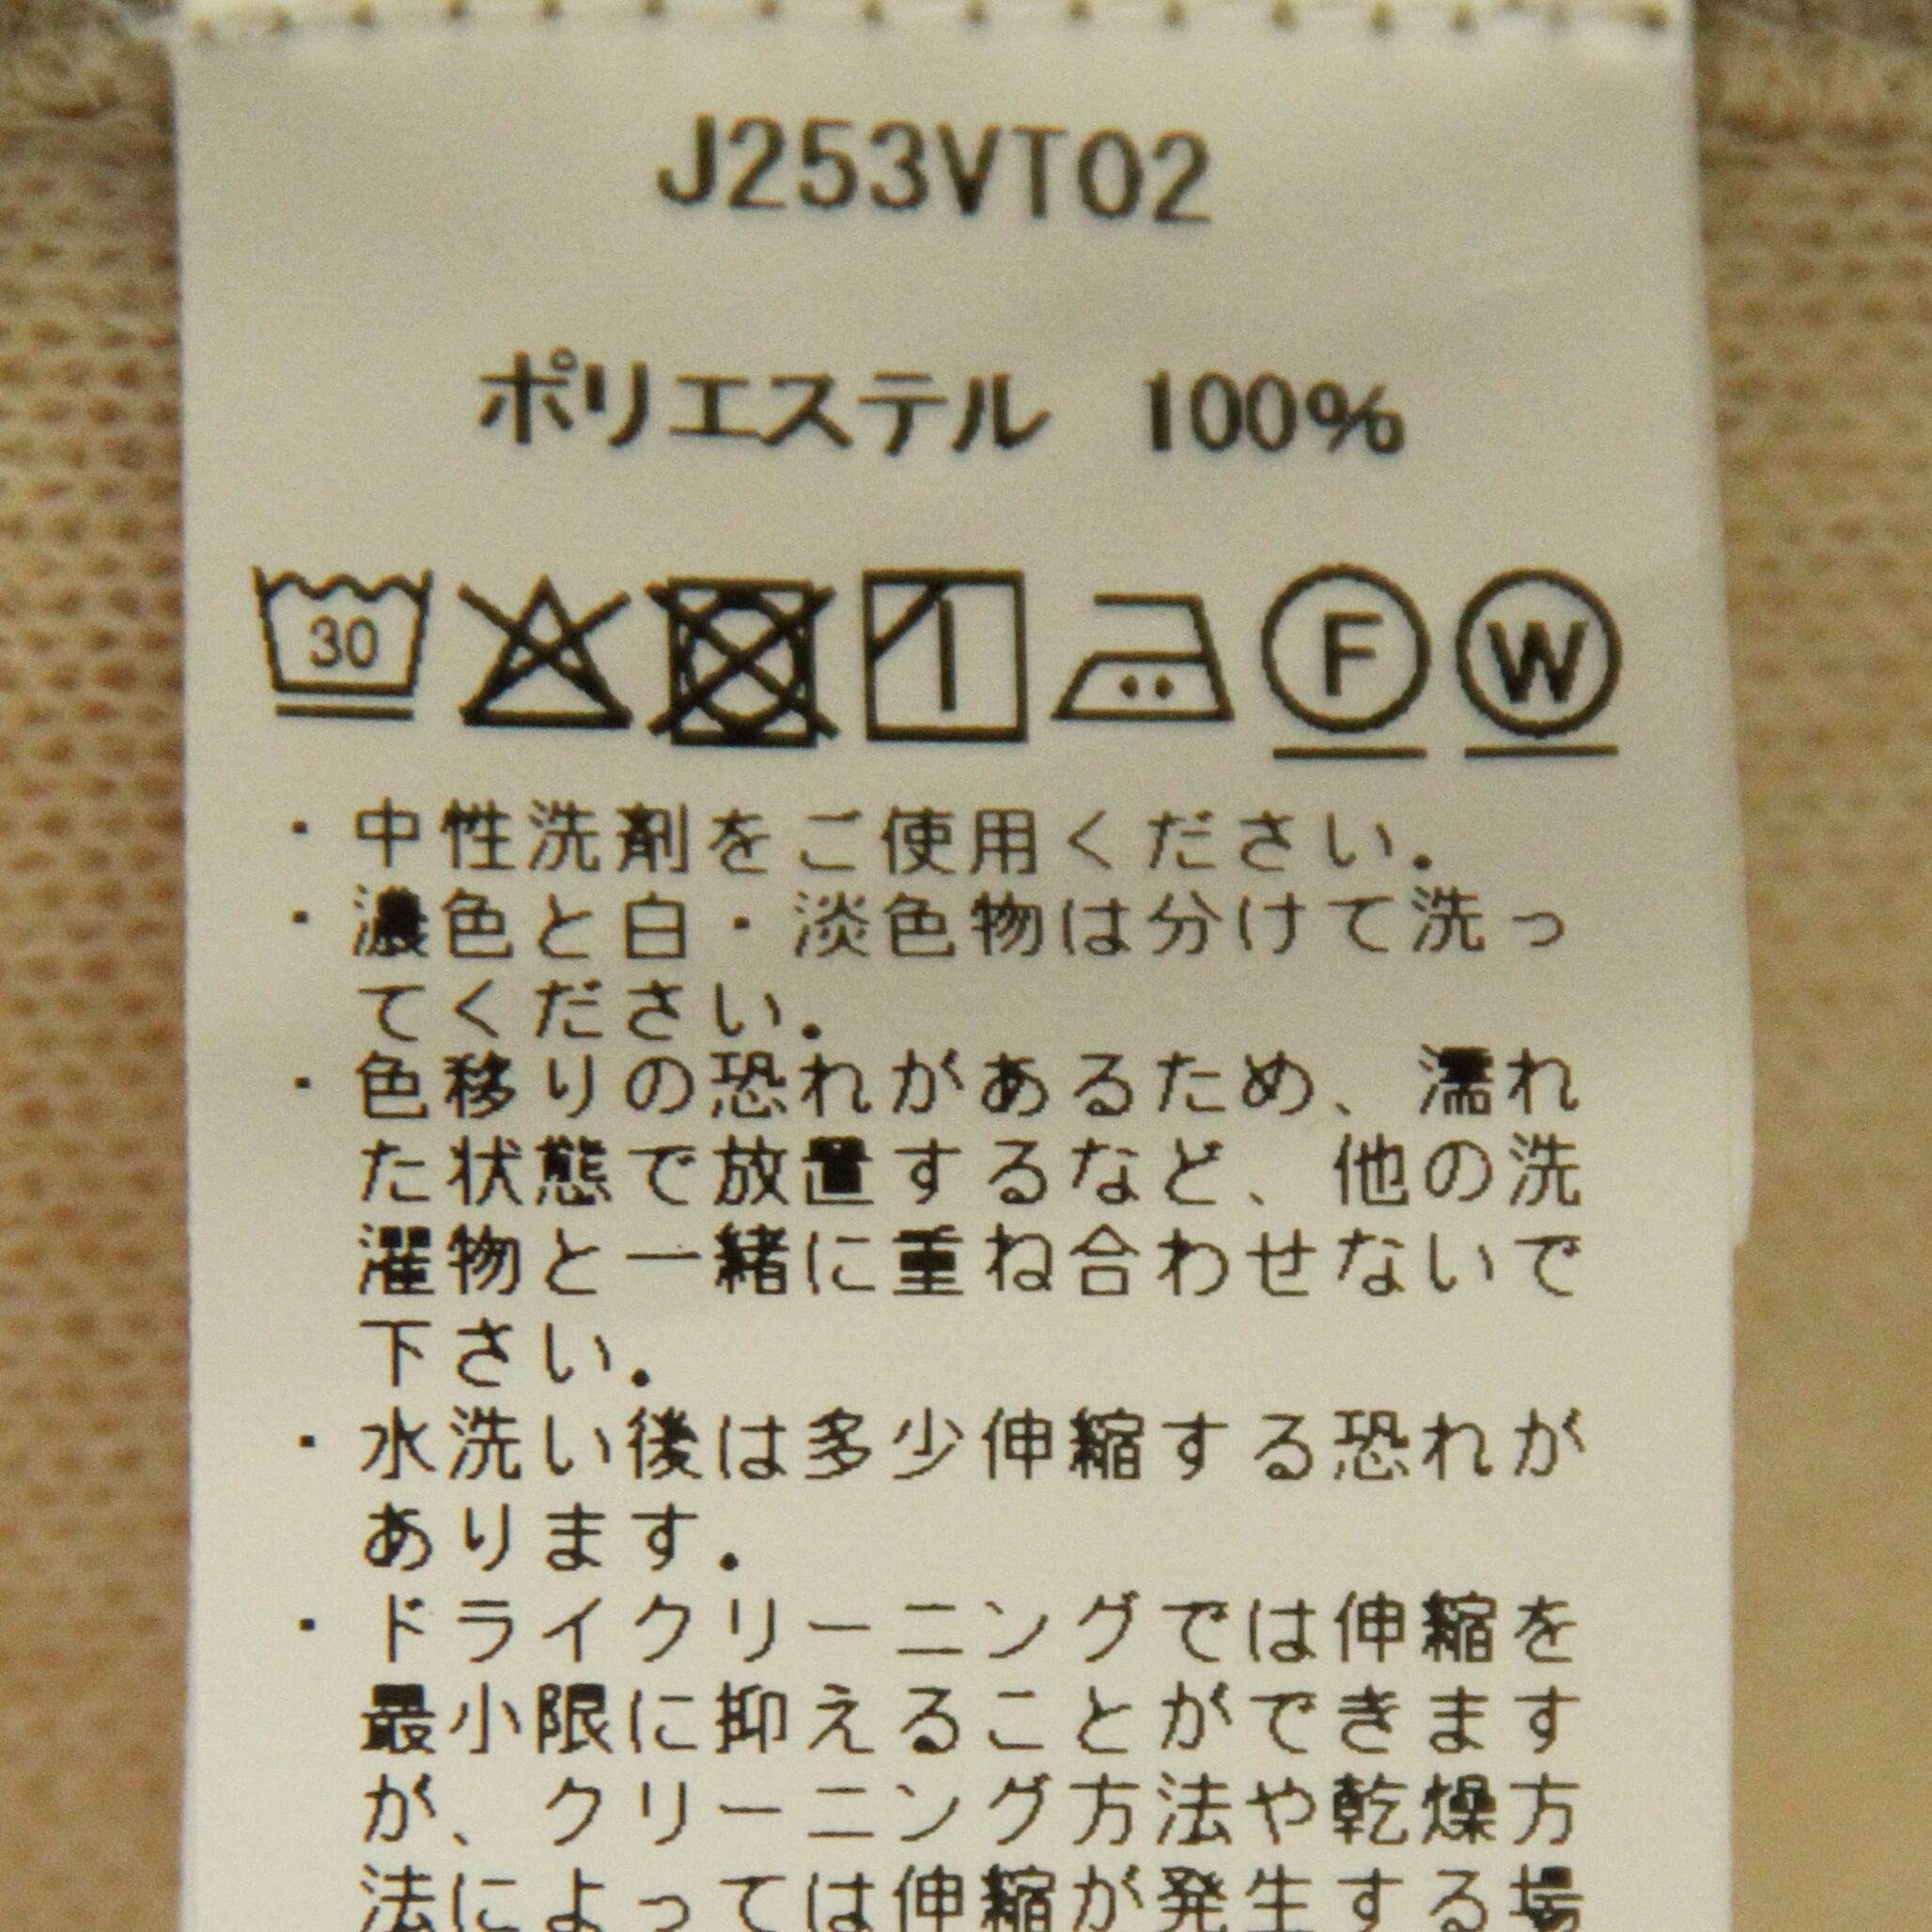 J253VT02
ポリエステル 100%
30 F W
・中性洗剤をご使用ください.
・濃色と白・淡色物は分けて洗っ
てください.
・色移りの恐れがあるため、濡れ
た状態で放置するなど、他の洗
濯物と一緒に重ね合わせないで
下さい.
・水洗い後は多少伸縮する恐れが
あります.
・ドライクリーニングでは伸縮を
最小限に抑えることができます
が、クリーニング方法や乾燥方
法によっては伸縮が発生する場